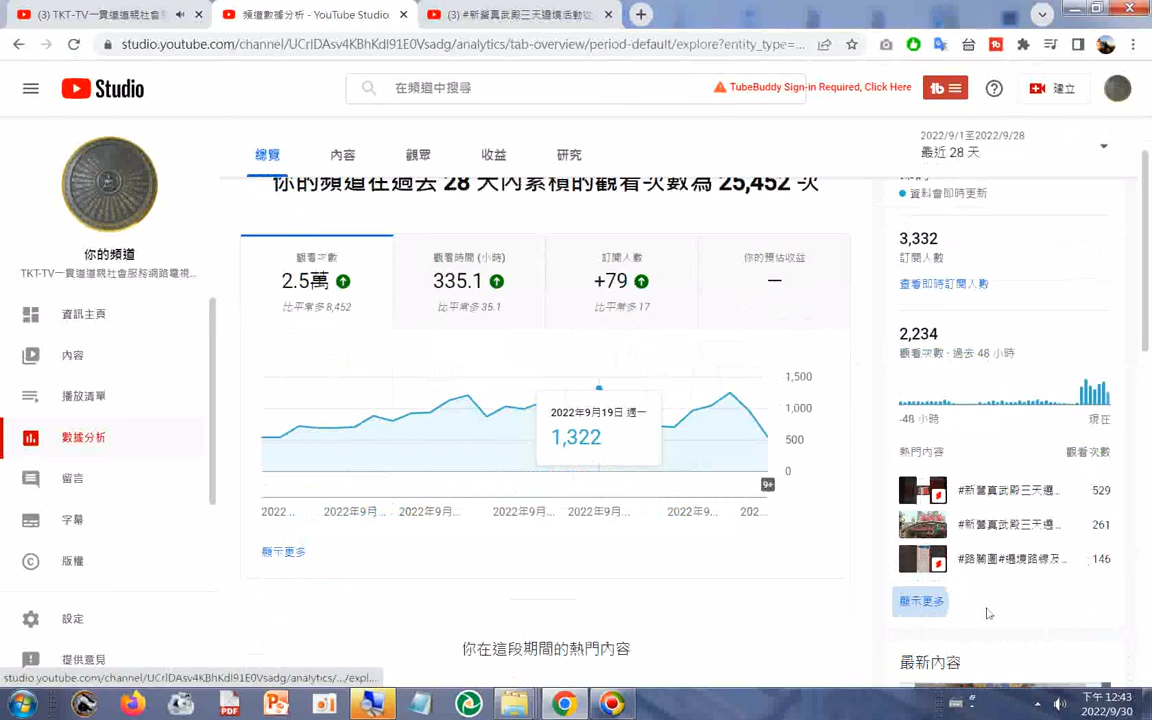 (3) TKT-TV一貫道道親社會
頻道數據分析 - YouTube Studio
(3) #新營真武殿三天遶境活動從
studio.youtube.com/channel/UCrlDAsv4KBhKdl91E0Vsadg/analytics/tab-overview/period-default/explore?entity_type=...
Studio
在頻道中搜尋
TubeBuddy Sign-in Required, Click Here
建立
總覽
內容
觀眾
收益
研究
2022/9/1至2022/9/28
最近 28 天
你的頻道在過去 28 天內累積的觀看次數為 25,452 次
資料會即時更新
你的頻道
TKT-TV一貫道道親社會服務網路電視...
資訊主頁
內容
播放清單
數據分析
留言
字幕
版權
設定
提供意見
觀看次數
2.5萬
比平常多 8,452
觀看時間 (小時)
335.1
比平常多 35.1
訂閱人數
+79
比平常多 17
你的預估收益
—
1,500
1,000
500
0
2022年9月19日 週一
1,322
9+
2022...
2022年9月...
2022年9月...
2022年9月...
2022年9月...
2022年9...
202...
顯示更多
你在這段期間的熱門內容
3,332
訂閱人數
查看即時訂閱人數
2,234
觀看次數 · 過去 48 小時
-48 小時
現在
熱門內容
觀看次數
#新營真武殿三天遶...
529
#新營真武殿三天遶...
261
#路關圖#遶境路線及...
146
顯示更多
最新內容
studio.youtube.com/channel/UCrlDAsv4KBhKdl91E0Vsadg/analytics/.../expl...
下午 12:43
2022/9/30